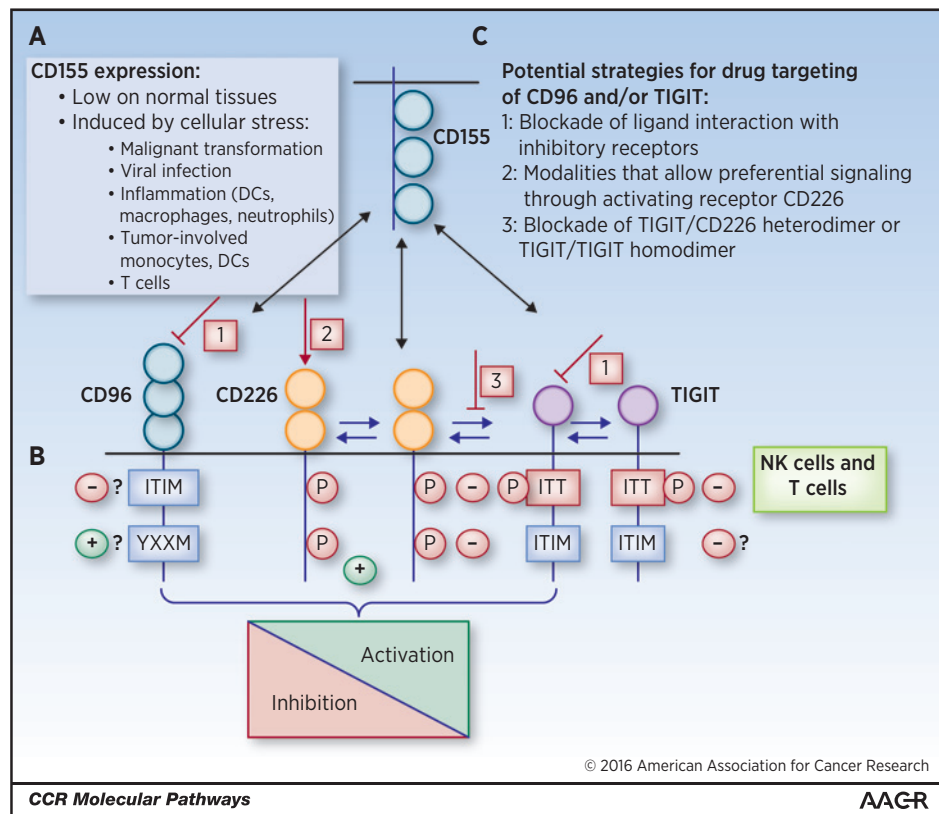 A
CD155 expression:
• Low on normal tissues
• Induced by cellular stress:
• Malignant transformation
• Viral infection
• Inflammation (DCs,
macrophages, neutrophils)
• Tumor-involved
monocytes, DCs
• T cells
CD155
C
Potential strategies for drug targeting
of CD96 and/or TIGIT:
1: Blockade of ligand interaction with
inhibitory receptors
2: Modalities that allow preferential signaling
through activating receptor CD226
3: Blockade of TIGIT/CD226 heterodimer or
TIGIT/TIGIT homodimer
1
2
3
1
CD96
CD226
TIGIT
B
NK cells and
T cells
− ? ITIM P P − P ITT ITT P −
+ ? YXXM P + P − ITIM ITIM − ?
Activation
Inhibition
© 2016 American Association for Cancer Research
CCR Molecular Pathways
AACR